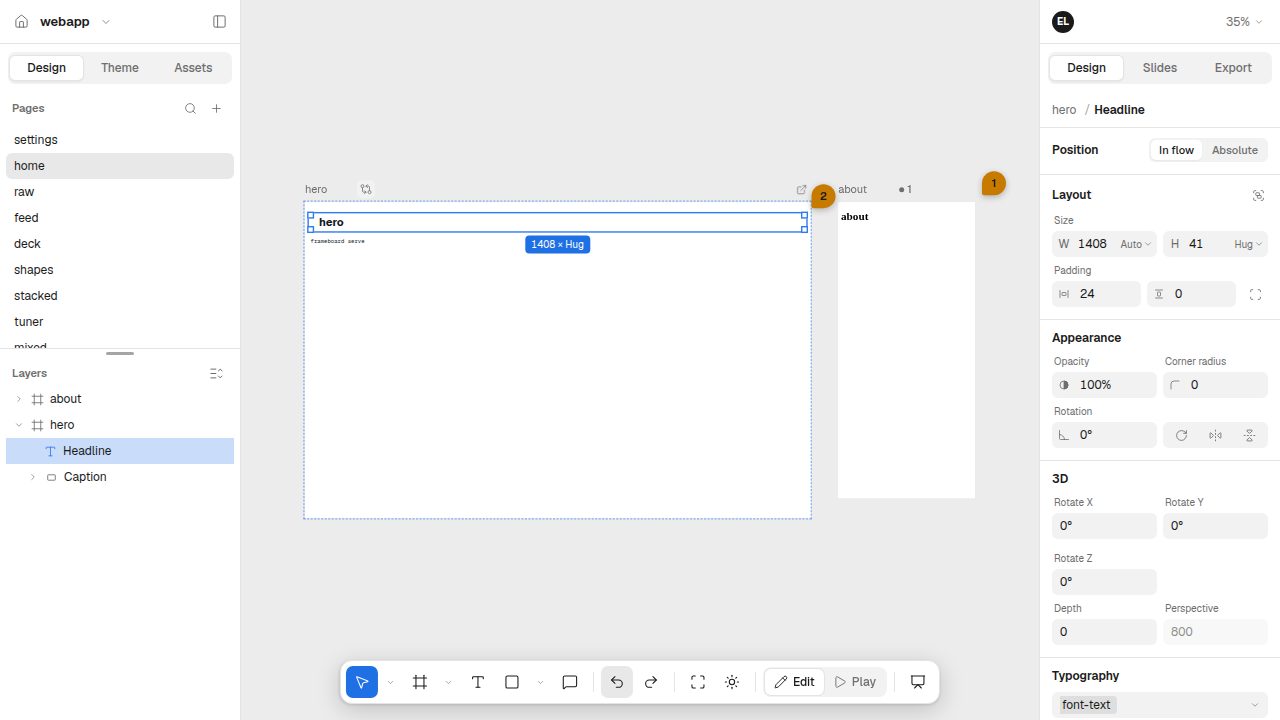 webapp
Design
Theme
Assets
Pages
settings
home
raw
feed
deck
shapes
stacked
tuner
mixed
Layers
about
hero
Headline
Caption
hero
2
about
1
1
hero
frameboard serve
1408 × Hug
about
Edit
Play
EL
35%
Design
Slides
Export
hero / Headline
Position
In flow
Absolute
Layout
Size
W 1408 Auto
H 41 Hug
Padding
24
0
Appearance
Opacity
Corner radius
100%
0
Rotation
0°
3D
Rotate X
Rotate Y
0°
0°
Rotate Z
0°
Depth
Perspective
0
800
Typography
font-text